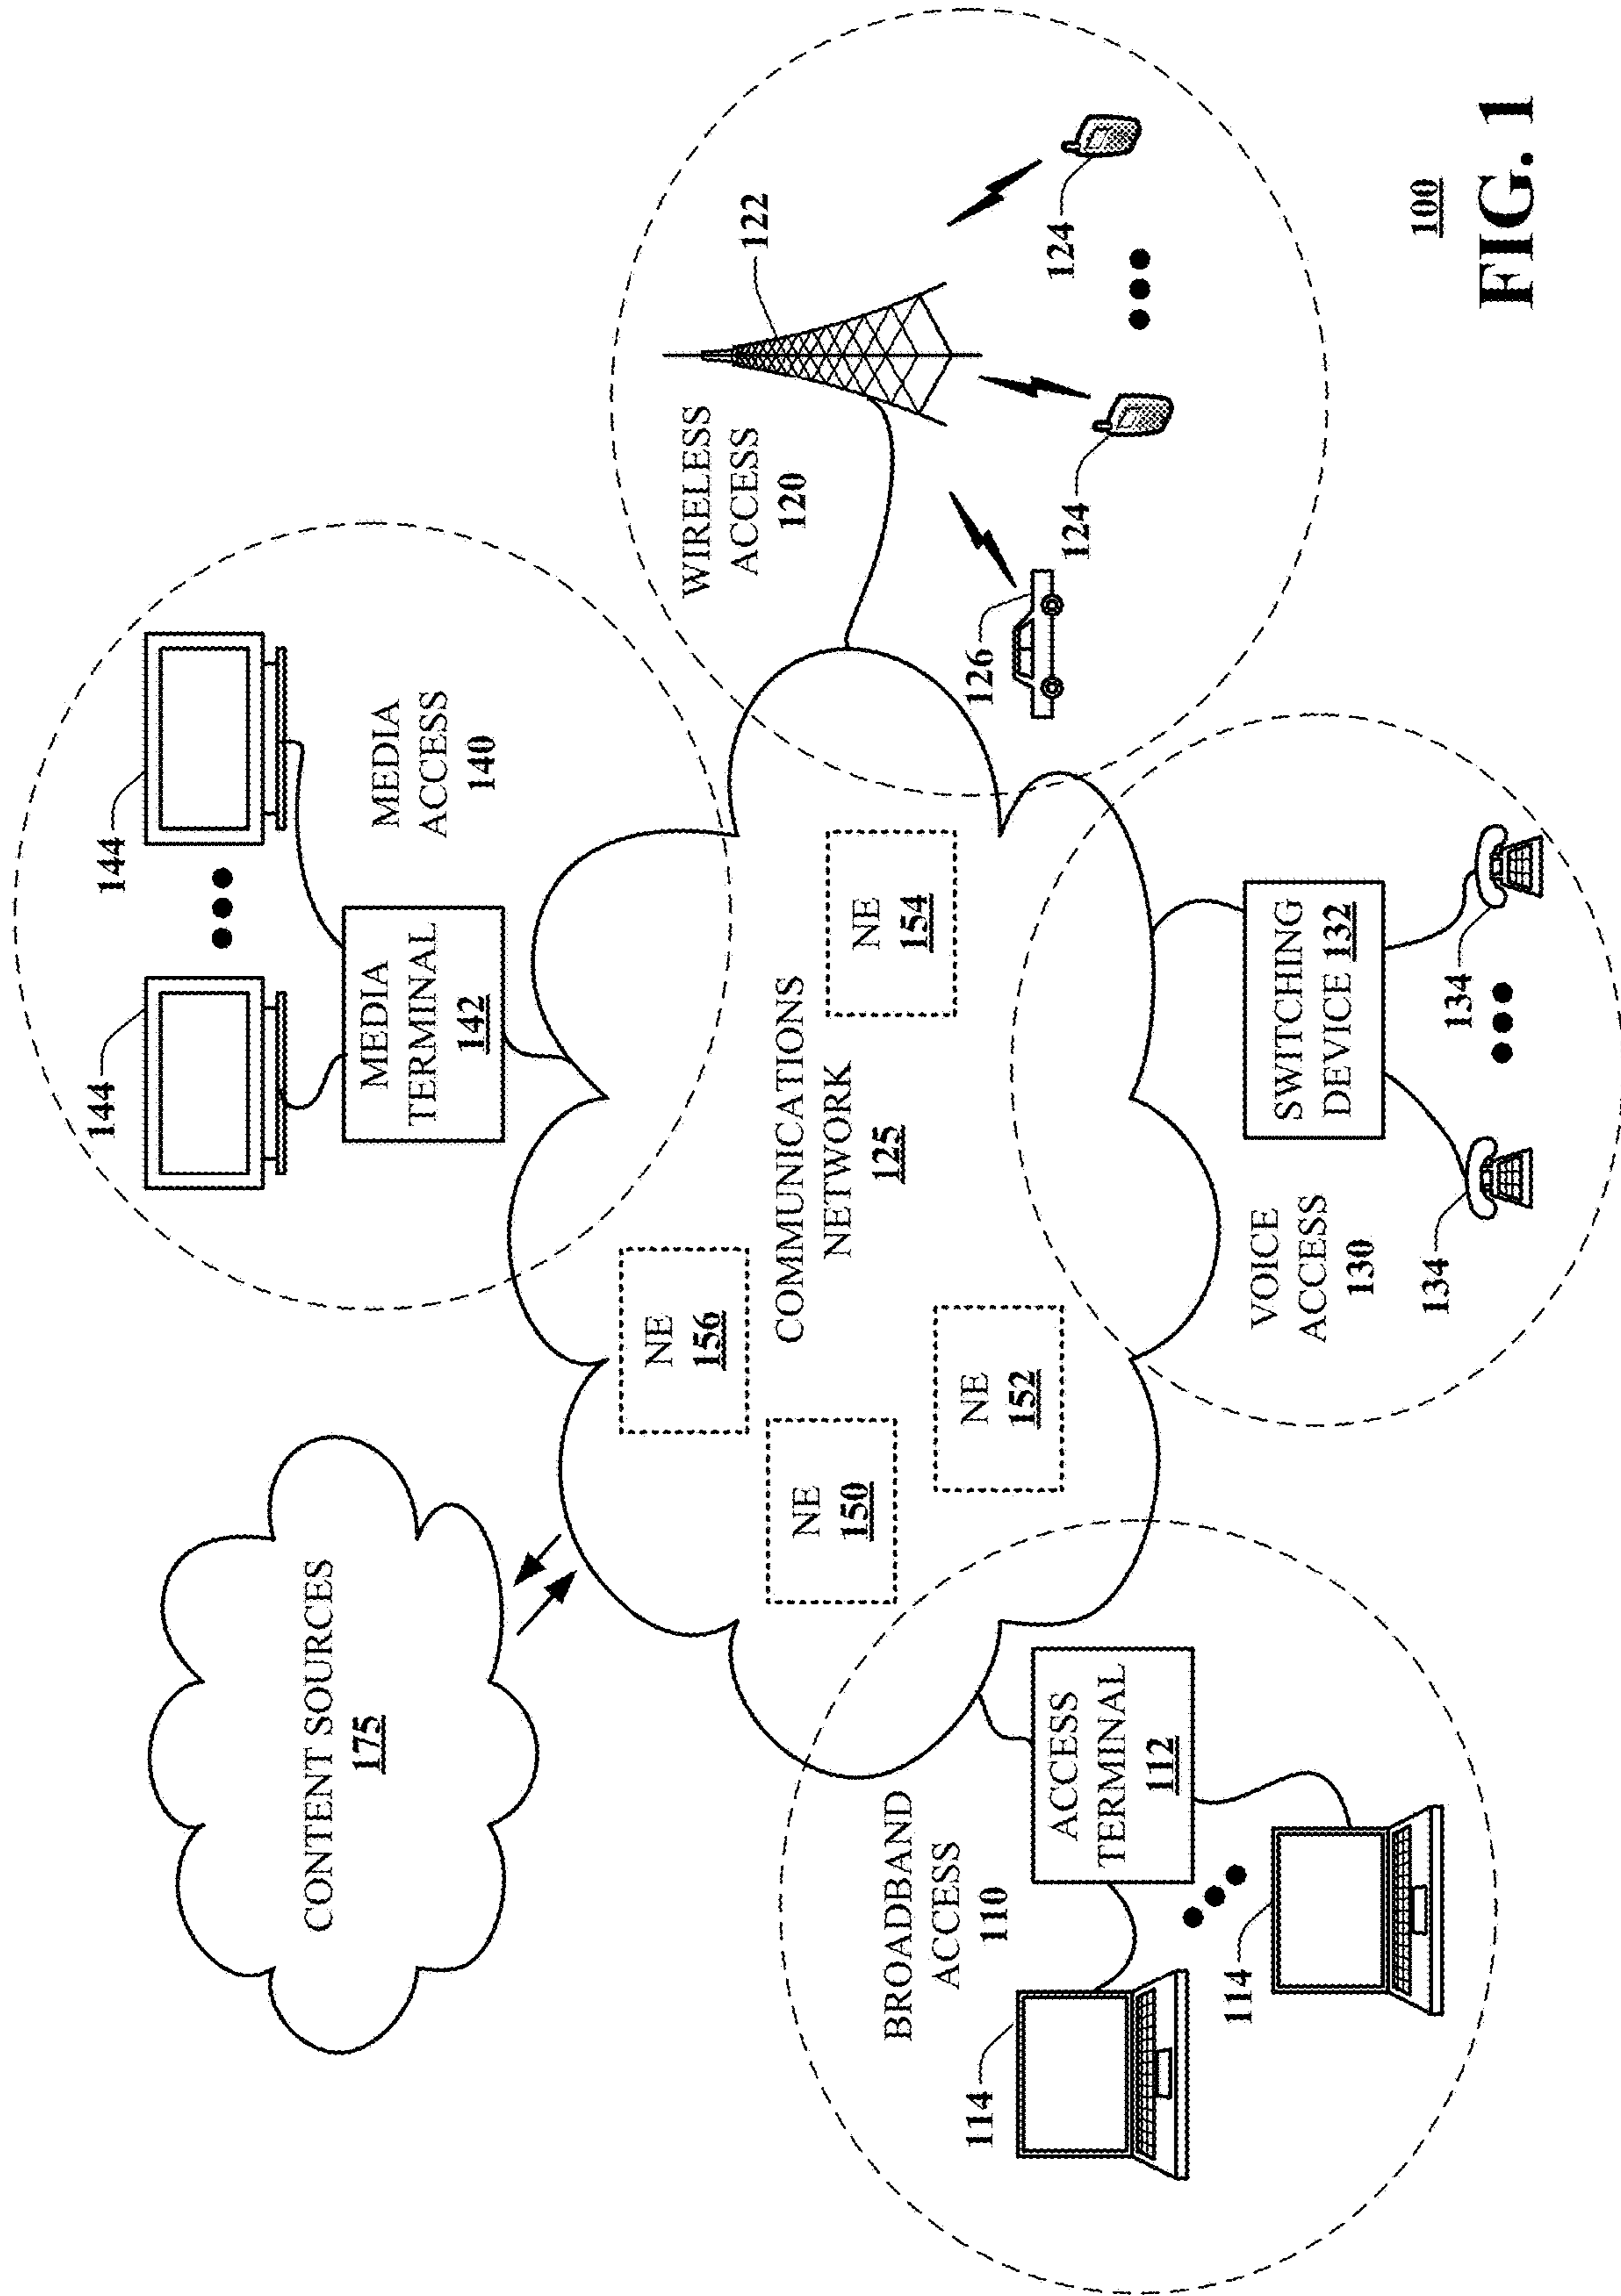 CONTENT SOURCES
175
144
144
MEDIA
TERMINAL
142
MEDIA
ACCESS
140
WIRELESS
ACCESS
120
122
124
124
126
NE
156
NE
150
NE
152
NE
154
COMMUNICATIONS
NETWORK
125
BROADBAND
ACCESS
110
ACCESS
TERMINAL
112
114
114
VOICE
ACCESS
130
SWITCHING
DEVICE 132
134
134
100
FIG. 1